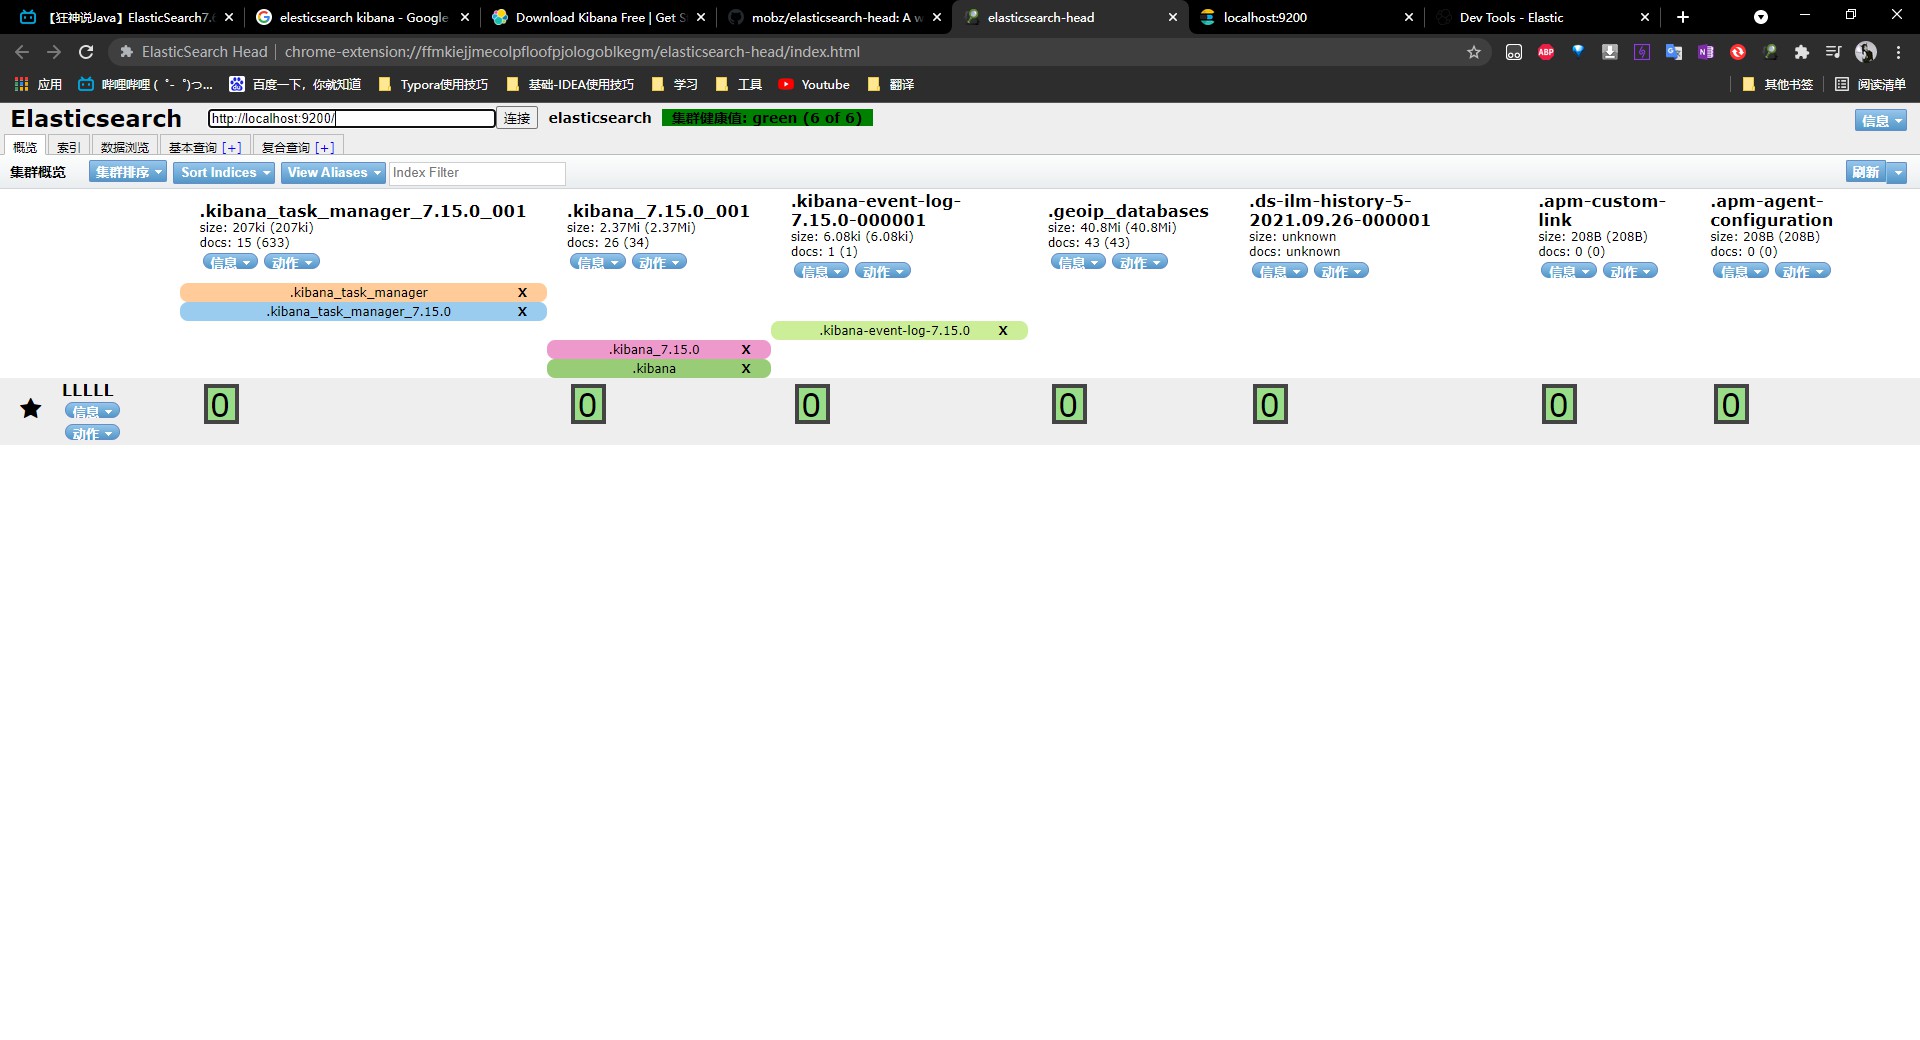 【狂神说Java】ElasticSearch7.6
elesticsearch kibana - Google
Download Kibana Free | Get S
mobz/elasticsearch-head: A w
elasticsearch-head
localhost:9200
Dev Tools - Elastic
ElasticSearch Head | chrome-extension://ffmkiejjmecolpfloofpjologoblkegm/elasticsearch-head/index.html
ABP
应用 哔哩哔哩 ( ゜- ゜)つ... 百度一下，你就知道 Typora使用技巧 基础-IDEA使用技巧 学习 工具 Youtube 翻译 其他书签 阅读清单
Elasticsearch http://localhost:9200/ 连接 elasticsearch 集群健康值: green (6 of 6) 信息
概览 索引 数据浏览 基本查询 [+] 复合查询 [+]
集群概览 集群排序 Sort Indices View Aliases Index Filter 刷新
.kibana_task_manager_7.15.0_001
size: 207ki (207ki)
docs: 15 (633)
信息 动作
.kibana_7.15.0_001
size: 2.37Mi (2.37Mi)
docs: 26 (34)
信息 动作
.kibana-event-log-
7.15.0-000001
size: 6.08ki (6.08ki)
docs: 1 (1)
信息 动作
.geoip_databases
size: 40.8Mi (40.8Mi)
docs: 43 (43)
信息 动作
.ds-ilm-history-5-
2021.09.26-000001
size: unknown
docs: unknown
信息 动作
.apm-custom-
link
size: 208B (208B)
docs: 0 (0)
信息 动作
.apm-agent-
configuration
size: 208B (208B)
docs: 0 (0)
信息 动作
.kibana_task_manager X
.kibana_task_manager_7.15.0 X
.kibana-event-log-7.15.0 X
.kibana_7.15.0 X
.kibana X
LLLLL
信息
动作
0 0 0 0 0 0 0